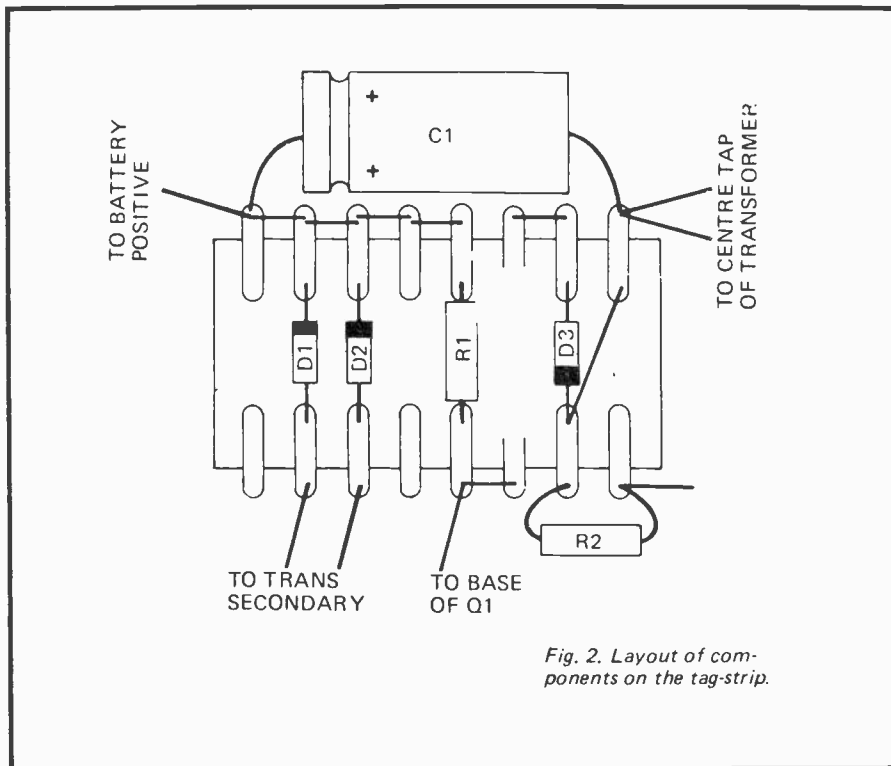 TO BATTERY
POSITIVE
+
C1
+
TO CENTRE TAP
OF TRANSFORMER
D1
D2
R1
D3
R2
TO TRANS
SECONDARY
TO BASE
OF Q1
Fig. 2. Layout of com-
ponents on the tag-strip.